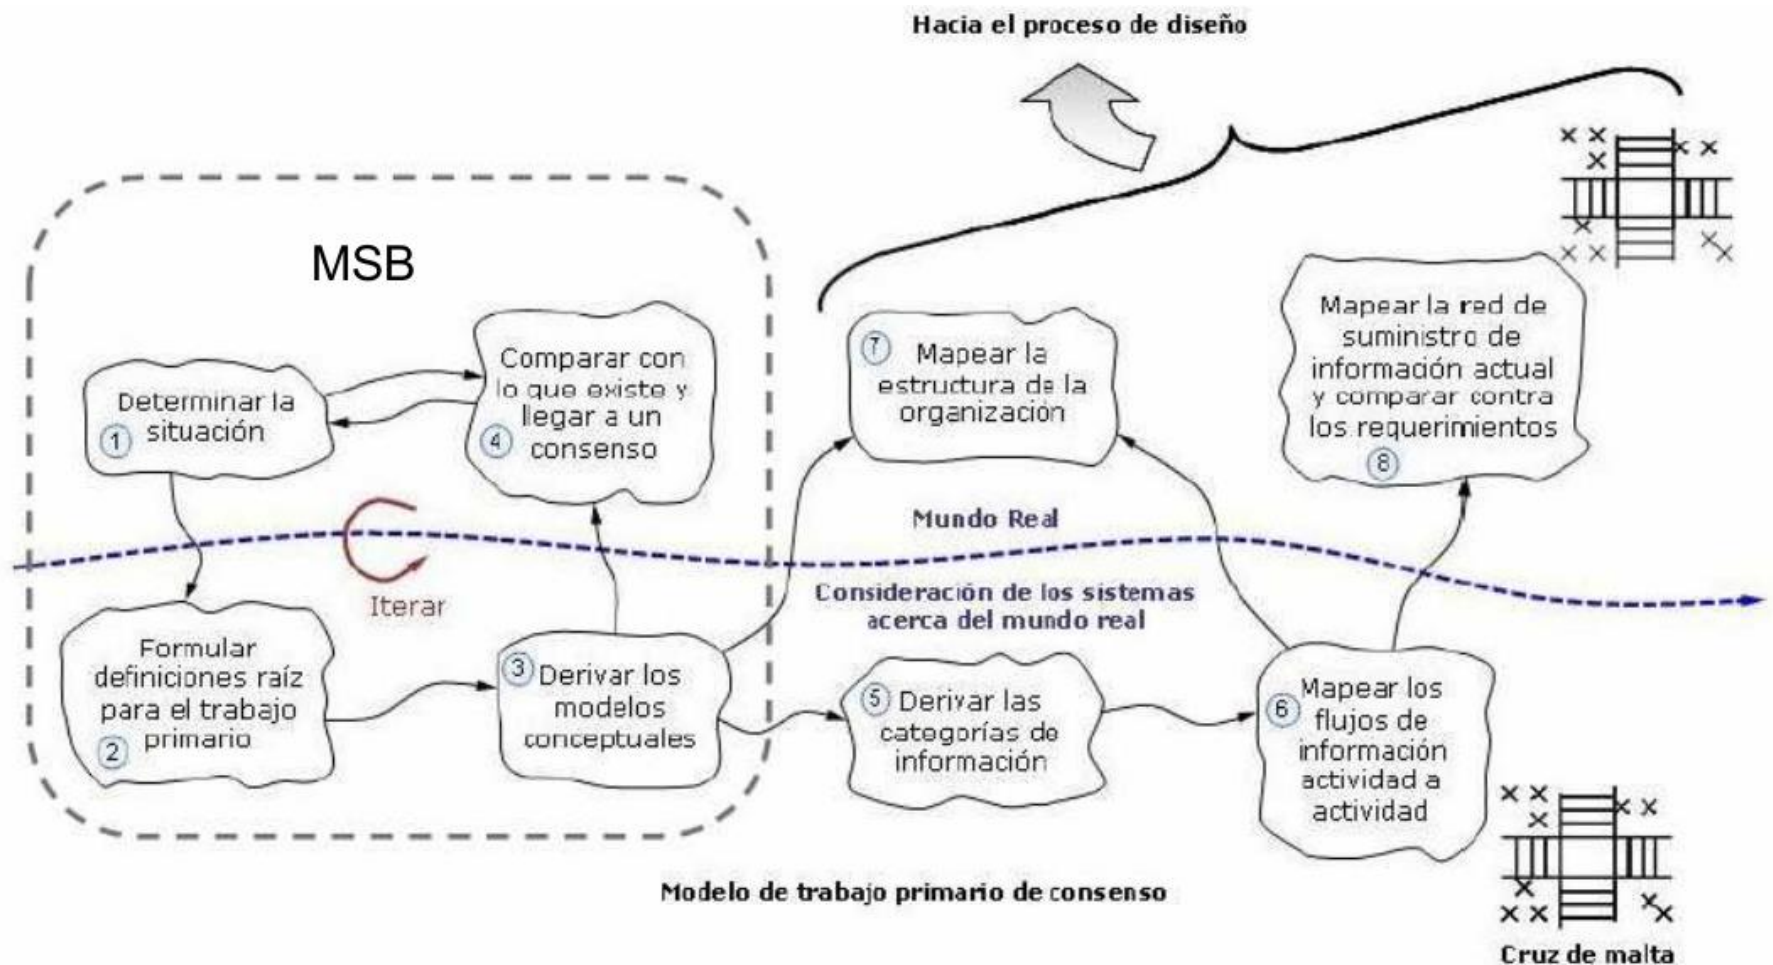 Hacia el proceso de diseño
MSB
Determinar la
situación
1
Comparar con
lo que existe y
llegar a un
consenso
4
7
Mapear la
estructura de la
organización
Mapear la red de
suministro de
información actual
y comparar contra
los requerimientos
8
Mundo Real
Iterar
Consideración de los sistemas
acerca del mundo real
Formular
definiciones raíz
para el trabajo
primario
2
3
Derivar los
modelos
conceptuales
5
Derivar las
categorías de
información
6
Mapear los
flujos de
información
actividad a
actividad
Modelo de trabajo primario de consenso
Cruz de malta